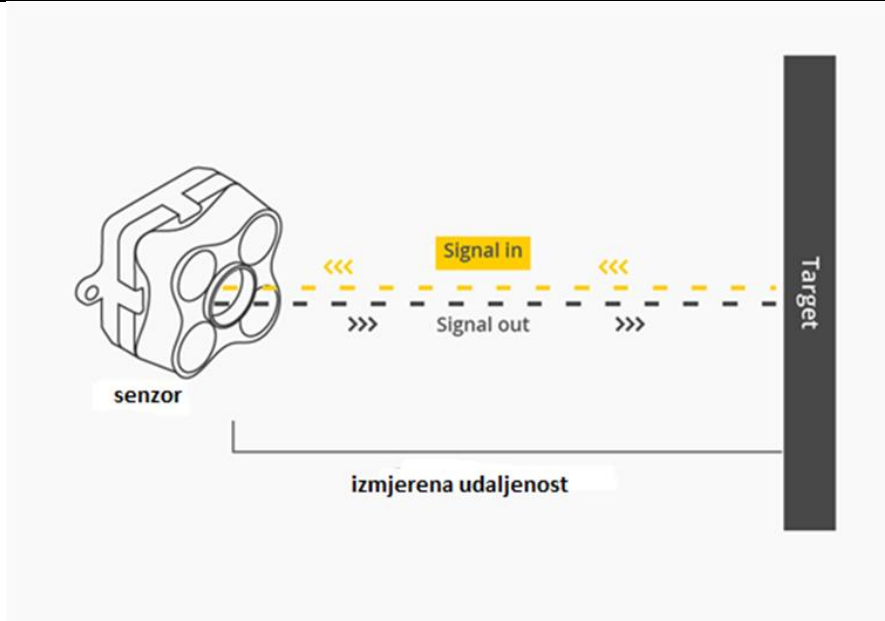 Signal in
Signal out
Target
senzor
izmjerena udaljenost